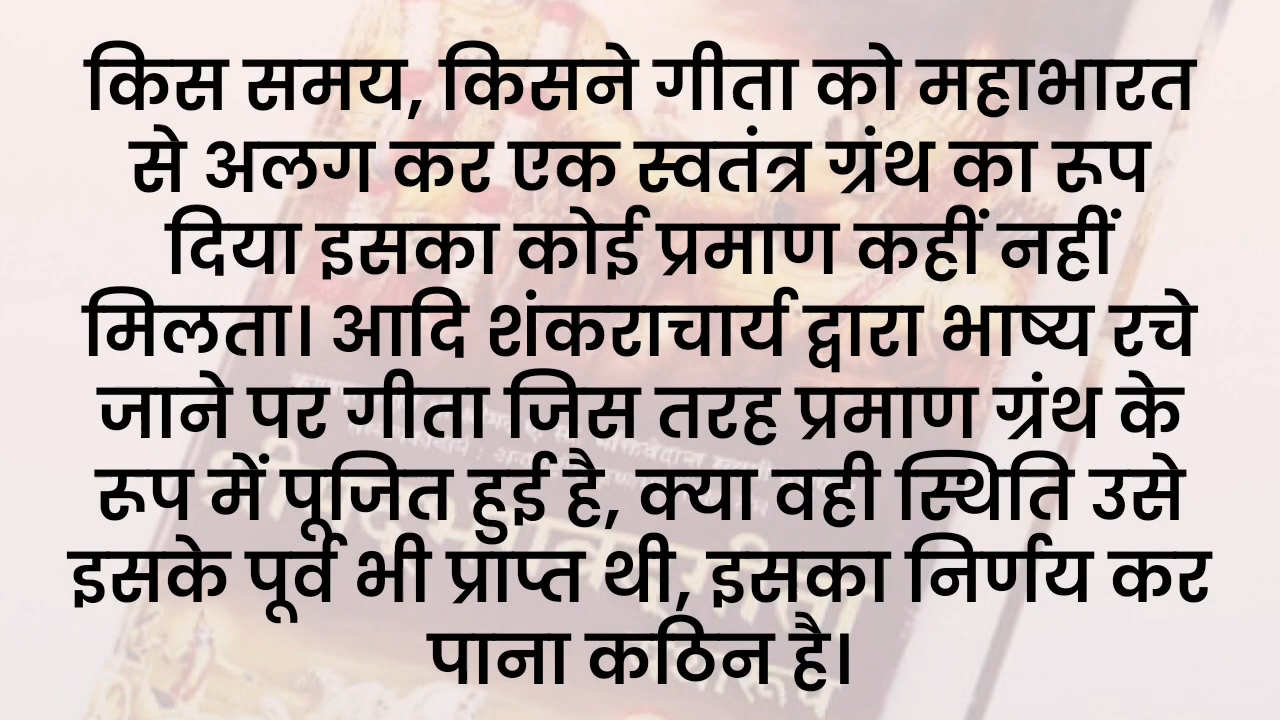 किस समय, किसने गीता को महाभारत
से अलग कर एक स्वतंत्र ग्रंथ का रूप
दिया इसका कोई प्रमाण कहीं नहीं
मिलता। आदि शंकराचार्य द्वारा भाष्य रचे
जाने पर गीता जिस तरह प्रमाण ग्रंथ के
रूप में पूजित हुई है, क्या वही स्थिति उसे
इसके पूर्व भी प्राप्त थी, इसका निर्णय कर
पाना कठिन है।